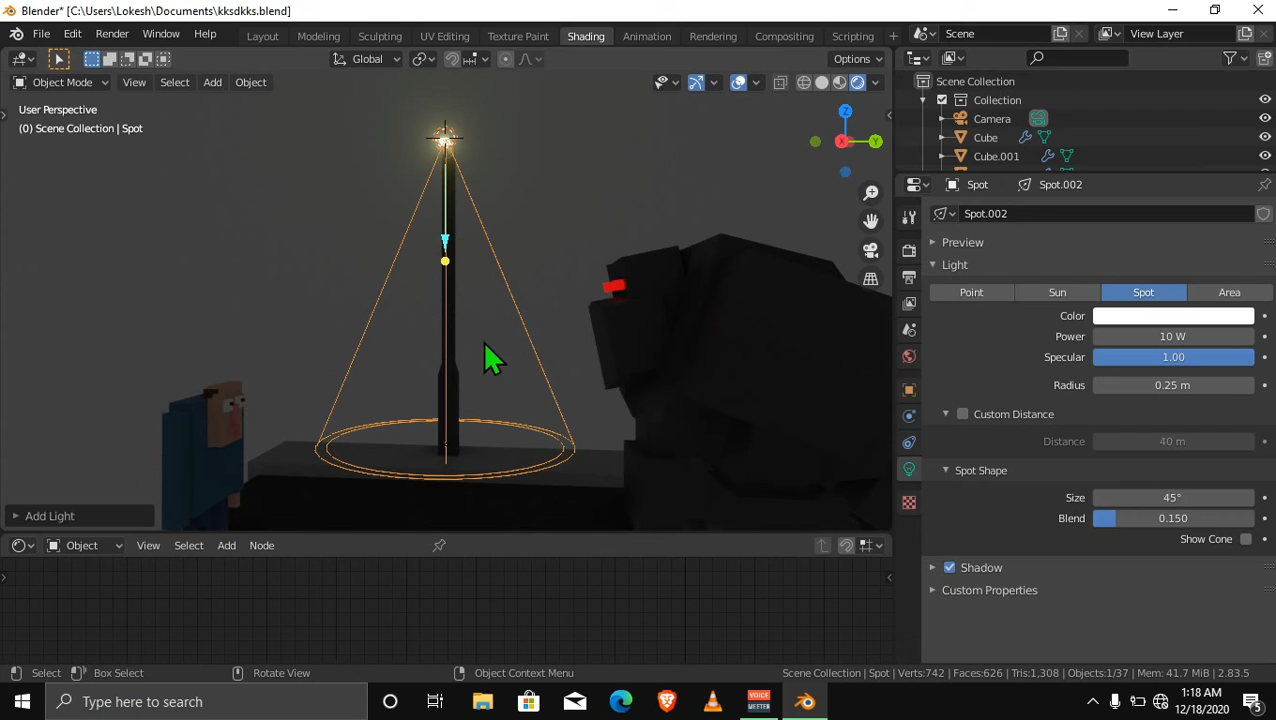 Blender* [C:\Users\Lokesh\Documents\kksdkks.blend]
File Edit Render Window Help Layout Modeling Sculpting UV Editing Texture Paint Shading Animation Rendering Compositing Scripting + Scene View Layer
Global Options
Object Mode View Select Add Object
User Perspective
(0) Scene Collection | Spot
Z
X
Y
Scene Collection
Collection
Camera
Cube
Cube.001
Spot Spot.002
Spot.002
Preview
Light
Point Sun Spot Area
Color
Power 10 W
Specular 1.00
Radius 0.25 m
Custom Distance
Distance 40 m
Spot Shape
Size 45°
Blend 0.150
Show Cone
Shadow
Custom Properties
Add Light
Object View Select Add Node
Select Box Select Rotate View Object Context Menu Scene Collection | Spot | Verts:742 | Faces:626 | Tris:1,308 | Objects:1/37 | Mem: 41.7 MiB | 2.83.5
Type here to search
VOICE
MEETER
1:18 AM
12/18/2020
5